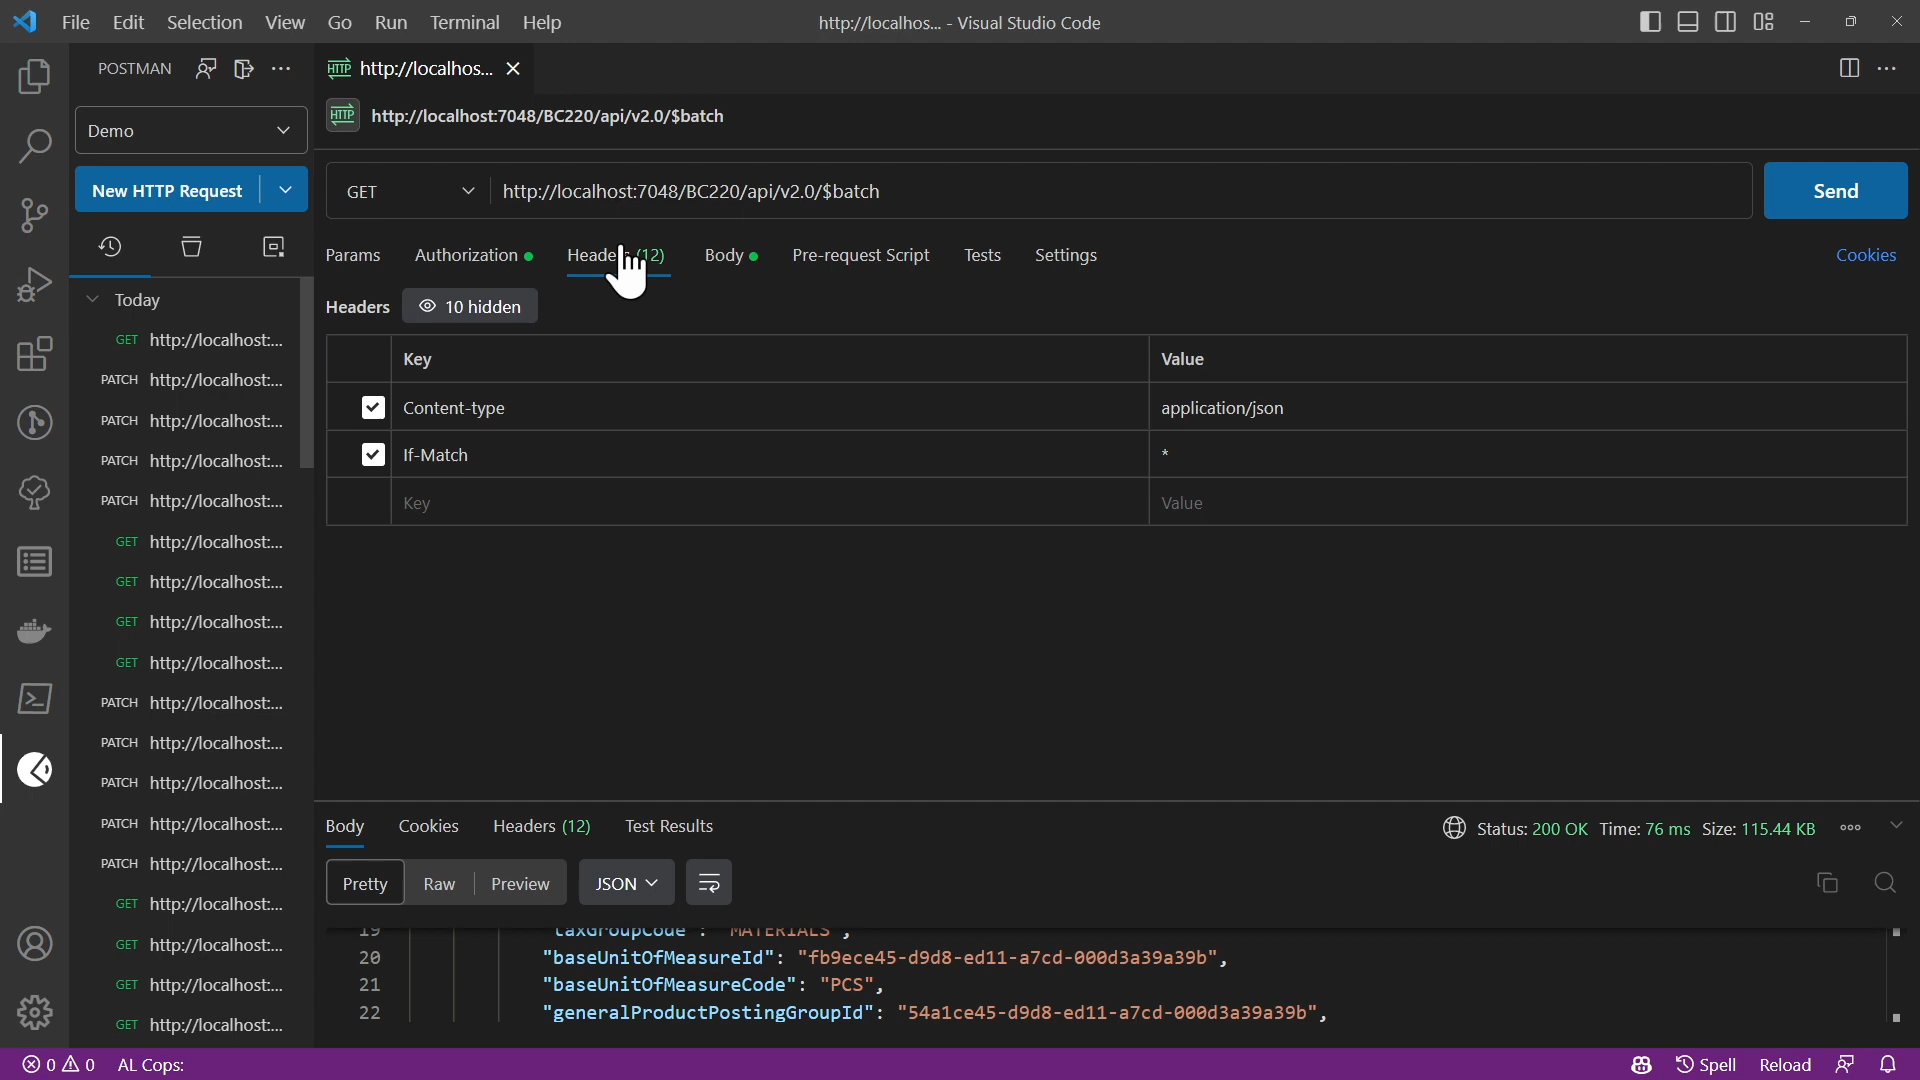 File Edit Selection View Go Run Terminal Help
http://localhos... - Visual Studio Code
POSTMAN
Demo
New HTTP Request
Today
GET http://localhost:...
PATCH http://localhost:...
PATCH http://localhost:...
PATCH http://localhost:...
PATCH http://localhost:...
GET http://localhost:...
GET http://localhost:...
GET http://localhost:...
GET http://localhost:...
PATCH http://localhost:...
PATCH http://localhost:...
PATCH http://localhost:...
PATCH http://localhost:...
PATCH http://localhost:...
GET http://localhost:...
GET http://localhost:...
GET http://localhost:...
GET http://localhost:...
HTTP http://localhos...
HTTP http://localhost:7048/BC220/api/v2.0/$batch
GET http://localhost:7048/BC220/api/v2.0/$batch Send
Params Authorization Headers (12) Body Pre-request Script Tests Settings Cookies
Headers 10 hidden
Key Value
Content-type application/json
If-Match *
Key Value
Body Cookies Headers (12) Test Results Status: 200 OK Time: 76 ms Size: 115.44 KB
Pretty Raw Preview JSON
19 "taxGroupCode": "MATERIALS",
20 "baseUnitOfMeasureId": "fb9ece45-d9d8-ed11-a7cd-000d3a39a39b",
21 "baseUnitOfMeasureCode": "PCS",
22 "generalProductPostingGroupId": "54a1ce45-d9d8-ed11-a7cd-000d3a39a39b",
0 0 AL Cops: Spell Reload